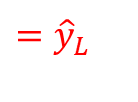 = ŷ_L